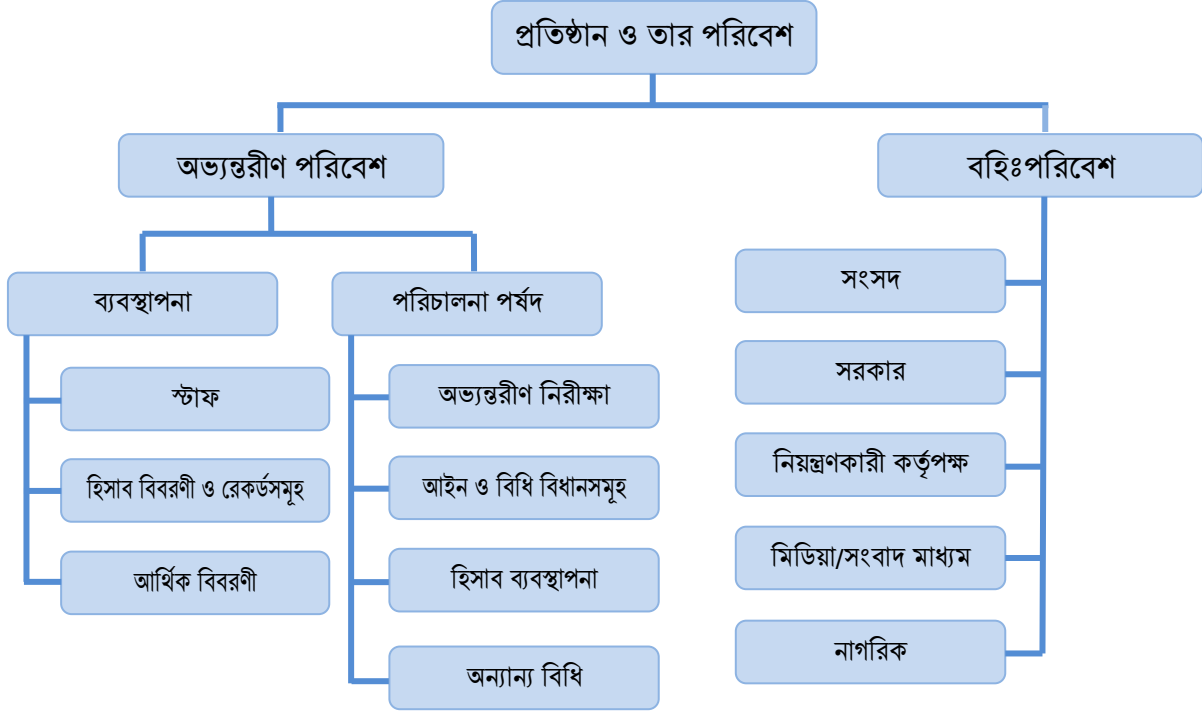 প্রতিষ্ঠান ও তার পরিবেশ
অভ্যন্তরীণ পরিবেশ
বহিঃপরিবেশ
ব্যবস্থাপনা
পরিচালনা পর্ষদ
স্টাফ
হিসাব বিবরণী ও রেকর্ডসমূহ
আর্থিক বিবরণী
অভ্যন্তরীণ নিরীক্ষা
আইন ও বিধি বিধানসমূহ
হিসাব ব্যবস্থাপনা
অন্যান্য বিধি
সংসদ
সরকার
নিয়ন্ত্রণকারী কর্তৃপক্ষ
মিডিয়া/সংবাদ মাধ্যম
নাগরিক